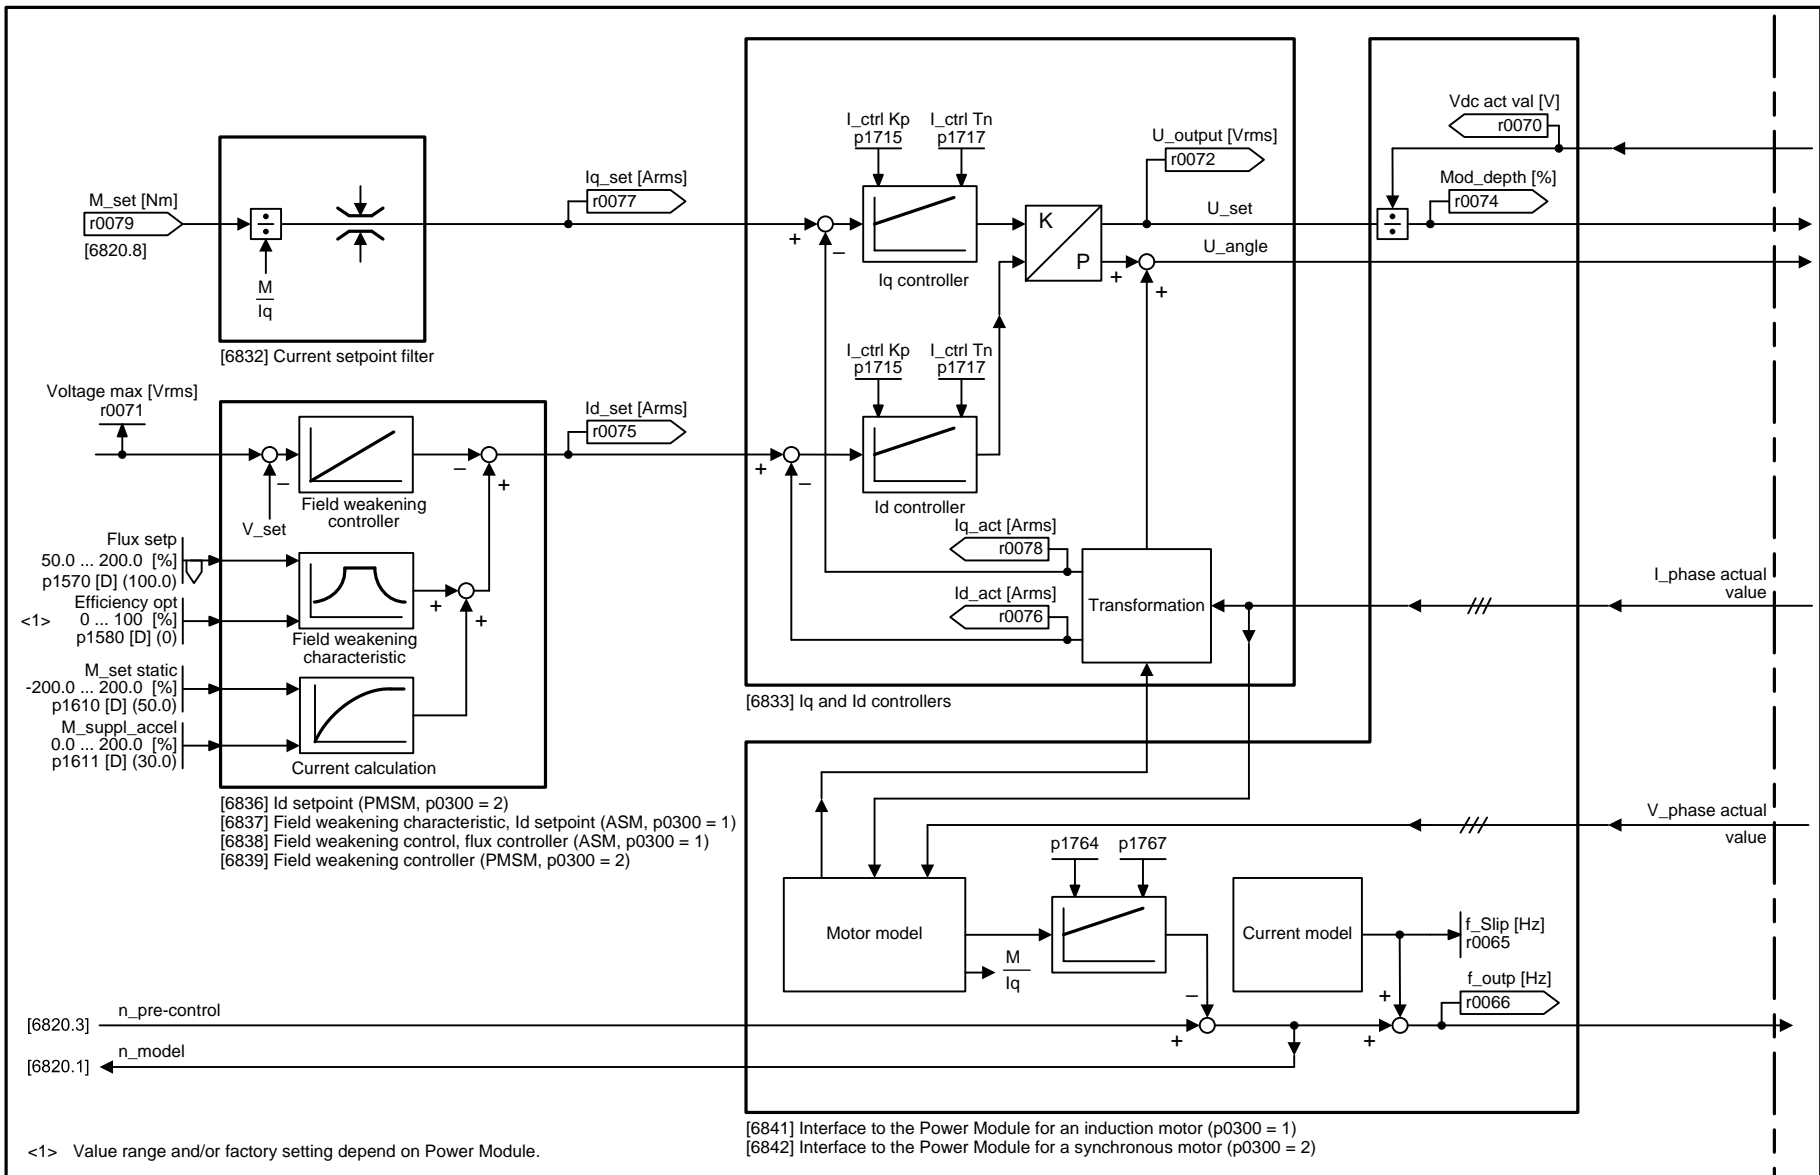 Vdc act val [V]
r0070
I_ctrl Kp
p1715
I_ctrl Tn
p1717
U_output [Vrms]
r0072
M_set [Nm]
r0079
[6820.8]
÷
M
Iq
Iq_set [Arms]
r0077
Mod_depth [%]
r0074
+
–
K
P
U_set
÷
U_angle
+
+
Iq controller
[6832] Current setpoint filter
I_ctrl Kp
p1715
I_ctrl Tn
p1717
Voltage max [Vrms]
r0071
Id_set [Arms]
r0075
–
V_set
Field weakening
controller
–
+
+
–
Id controller
Flux setp
50.0 ... 200.0 [%]
p1570 [D] (100.0)
Efficiency opt
<1> 0 ... 100 [%]
p1580 [D] (0)
Field weakening
characteristic
+
+
Iq_act [Arms]
r0078
Id_act [Arms]
r0076
Transformation
I_phase actual
value
M_set static
-200.0 ... 200.0 [%]
p1610 [D] (50.0)
M_suppl_accel
0.0 ... 200.0 [%]
p1611 [D] (30.0)
Current calculation
[6833] Iq and Id controllers
[6836] Id setpoint (PMSM, p0300 = 2)
[6837] Field weakening characteristic, Id setpoint (ASM, p0300 = 1)
[6838] Field weakening control, flux controller (ASM, p0300 = 1)
[6839] Field weakening controller (PMSM, p0300 = 2)
V_phase actual
value
p1764
p1767
Motor model
M
Iq
Current model
f_Slip [Hz]
r0065
f_outp [Hz]
r0066
–
+
+
+
[6820.3]
n_pre-control
[6820.1]
n_model
[6841] Interface to the Power Module for an induction motor (p0300 = 1)
[6842] Interface to the Power Module for a synchronous motor (p0300 = 2)
<1> Value range and/or factory setting depend on Power Module.